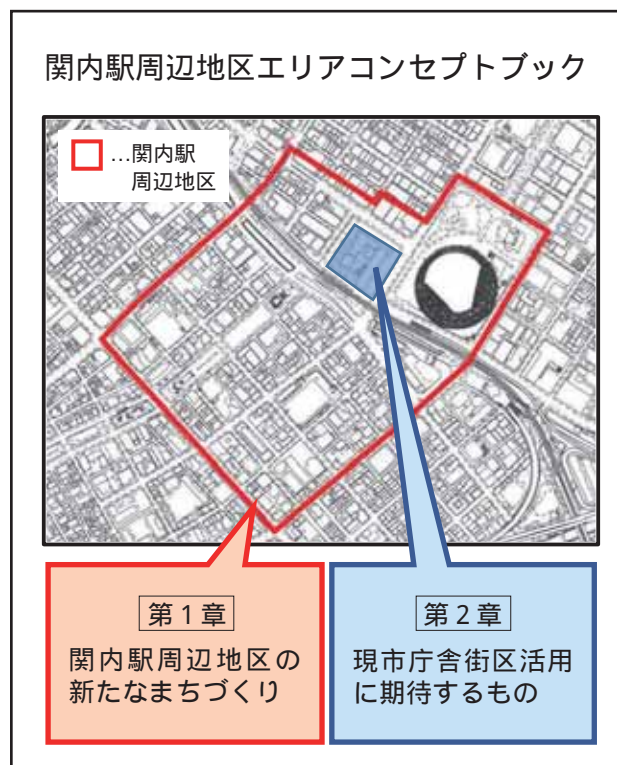 関内駅周辺地区エリアコンセプトブック
…関内駅
周辺地区
第1章
関内駅周辺地区の
新たなまちづくり
第2章
現市庁舎街区活用
に期待するもの